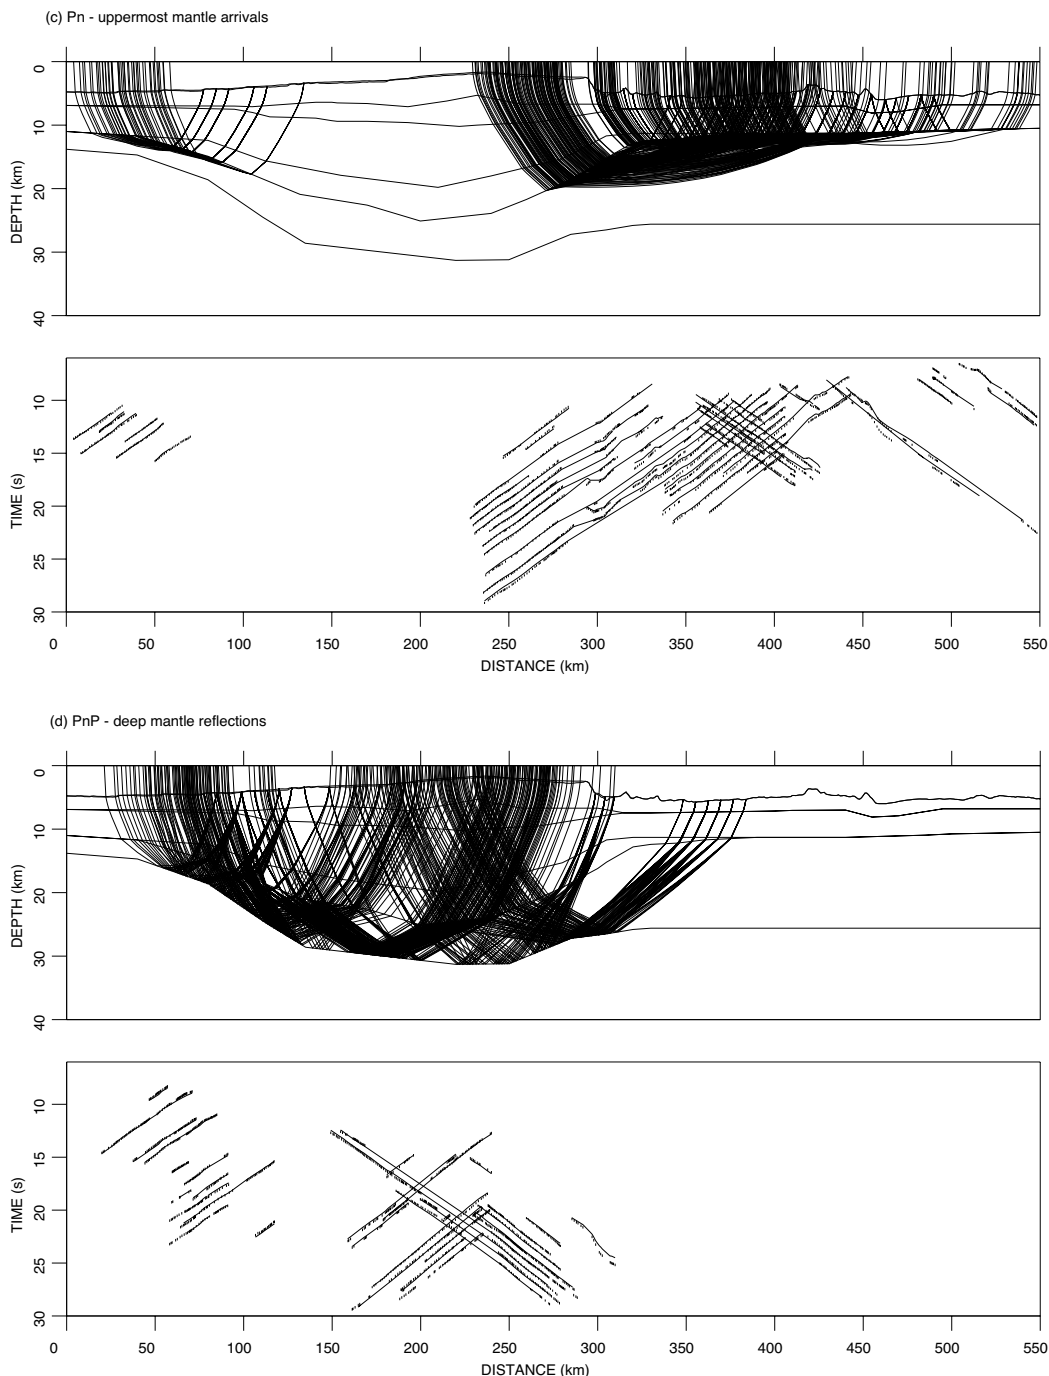 (c) Pn - uppermost mantle arrivals
0
10
20
30
40
DEPTH (km)
10
15
20
25
30
TIME (s)
0 50 100 150 200 250 300 350 400 450 500 550
DISTANCE (km)
(d) PnP - deep mantle reflections
0
10
20
30
40
DEPTH (km)
10
15
20
25
30
TIME (s)
0 50 100 150 200 250 300 350 400 450 500 550
DISTANCE (km)